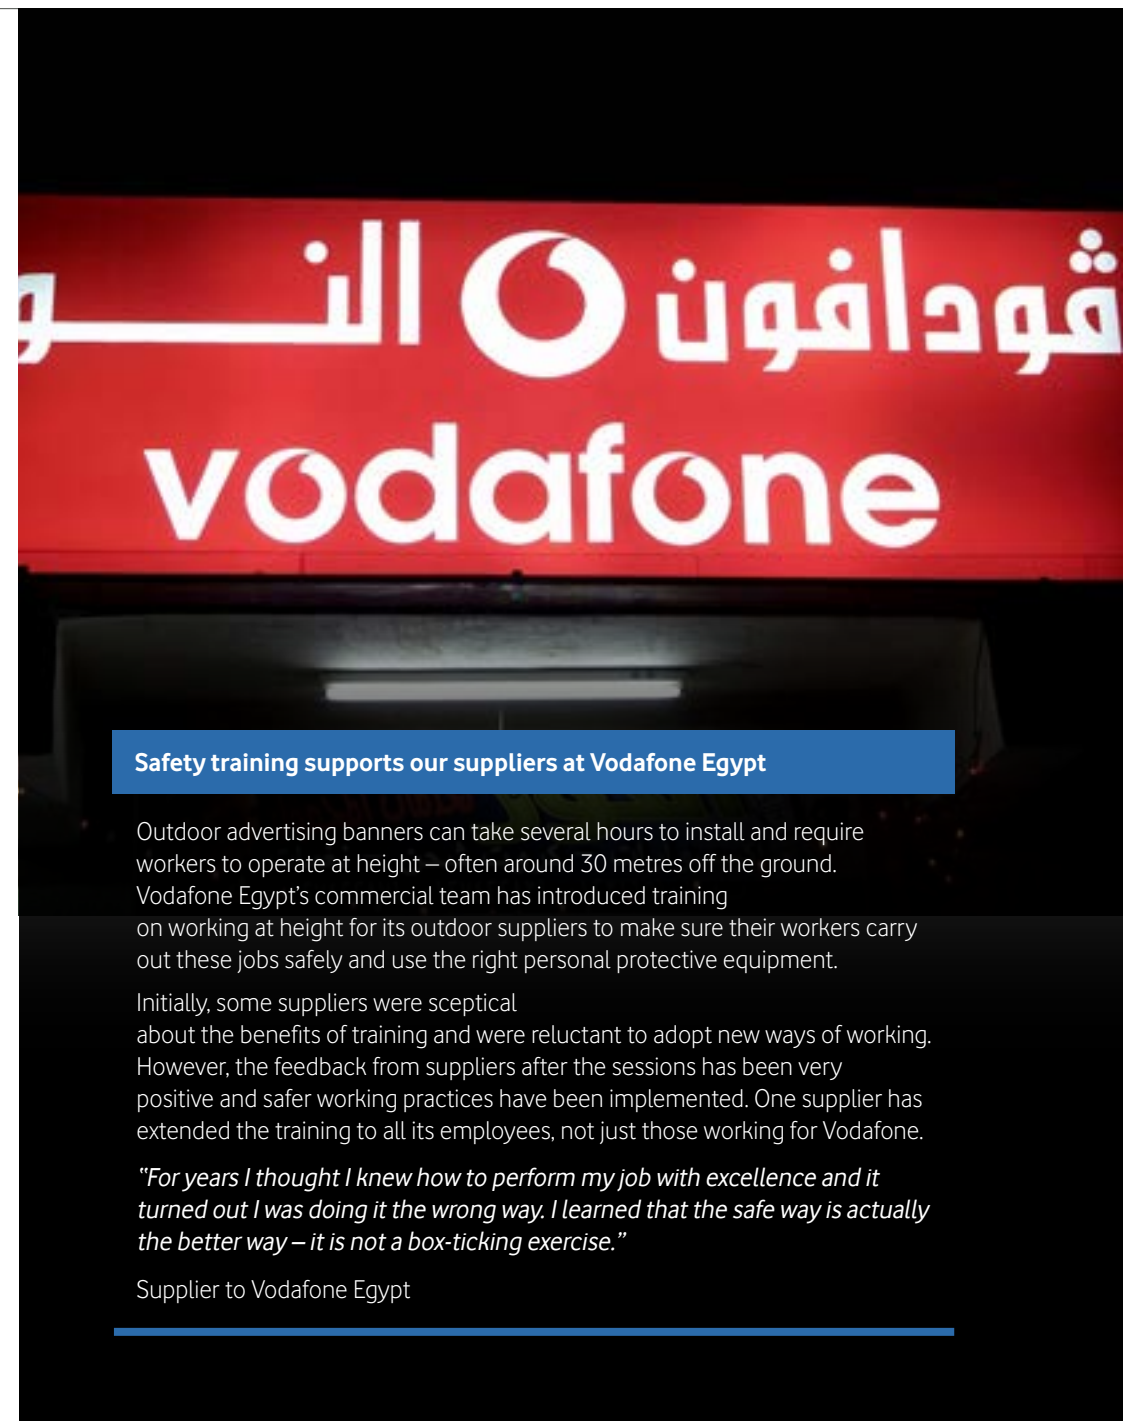 ڤودافون النو
vodafone
Safety training supports our suppliers at Vodafone Egypt
Outdoor advertising banners can take several hours to install and require
workers to operate at height – often around 30 metres off the ground.
Vodafone Egypt’s commercial team has introduced training
on working at height for its outdoor suppliers to make sure their workers carry
out these jobs safely and use the right personal protective equipment.
Initially, some suppliers were sceptical
about the benefits of training and were reluctant to adopt new ways of working.
However, the feedback from suppliers after the sessions has been very
positive and safer working practices have been implemented. One supplier has
extended the training to all its employees, not just those working for Vodafone.
“For years I thought I knew how to perform my job with excellence and it
turned out I was doing it the wrong way. I learned that the safe way is actually
the better way – it is not a box-ticking exercise.”
Supplier to Vodafone Egypt